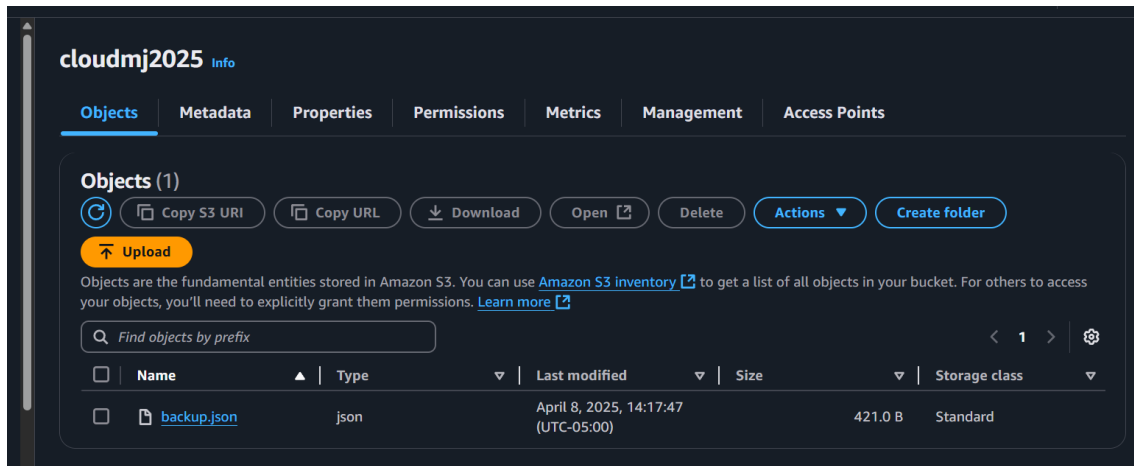 cloudmj2025 Info
Objects Metadata Properties Permissions Metrics Management Access Points
Objects (1)
Copy S3 URI Copy URL Download Open Delete Actions Create folder
Upload
Objects are the fundamental entities stored in Amazon S3. You can use Amazon S3 inventory to get a list of all objects in your bucket. For others to access
your objects, you'll need to explicitly grant them permissions. Learn more
Find objects by prefix
1
Name Type Last modified Size Storage class
backup.json json April 8, 2025, 14:17:47 (UTC-05:00) 421.0 B Standard